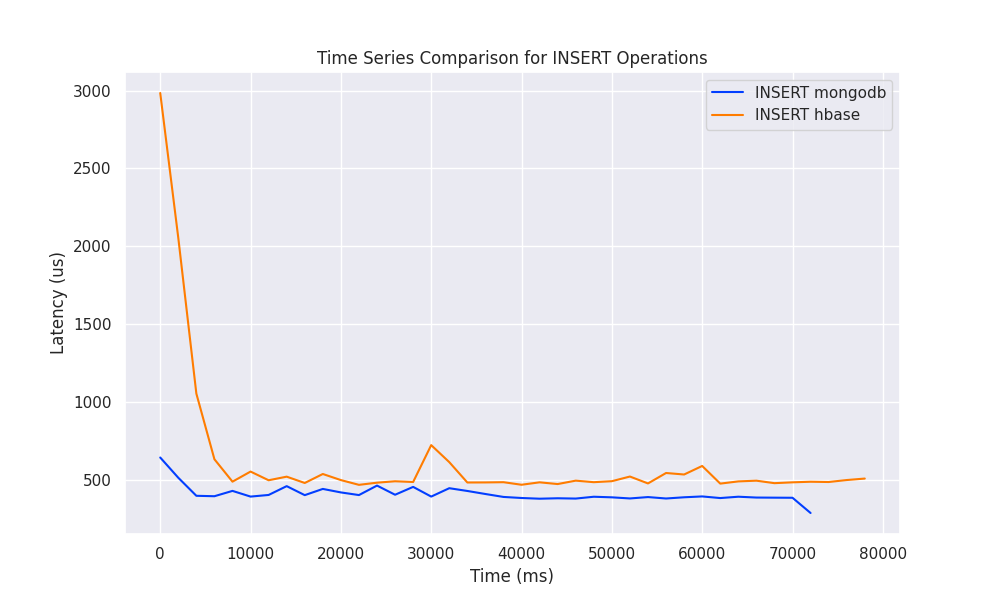 Time Series Comparison for INSERT Operations
INSERT mongodb
INSERT hbase
Latency (us)
3000
2500
2000
1500
1000
500
0 10000 20000 30000 40000 50000 60000 70000 80000
Time (ms)